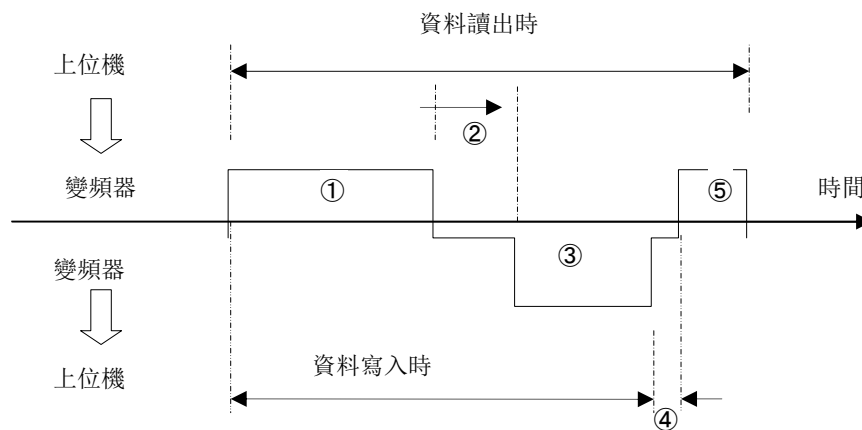 資料讀出時
上位機
②
變頻器
①
⑤
時間
變頻器
③
上位機
資料寫入時
④